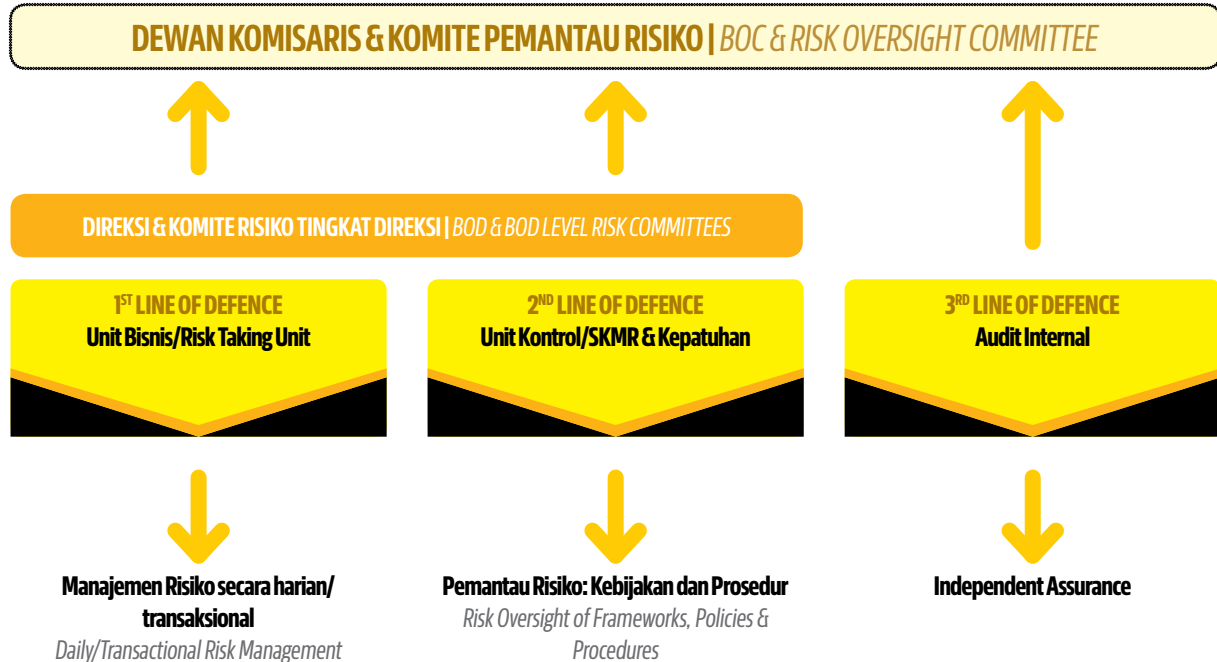 DEWAN KOMISARIS & KOMITE PEMANTAU RISIKO | BOC & RISK OVERSIGHT COMMITTEE
DIREKSI & KOMITE RISIKO TINGKAT DIREKSI | BOD & BOD LEVEL RISK COMMITTEES
1ST LINE OF DEFENCE
Unit Bisnis/Risk Taking Unit
2ND LINE OF DEFENCE
Unit Kontrol/SKMR & Kepatuhan
3RD LINE OF DEFENCE
Audit Internal
Manajemen Risiko secara harian/
transaksional
Daily/Transactional Risk Management
Pemantau Risiko: Kebijakan dan Prosedur
Risk Oversight of Frameworks, Policies &
Procedures
Independent Assurance